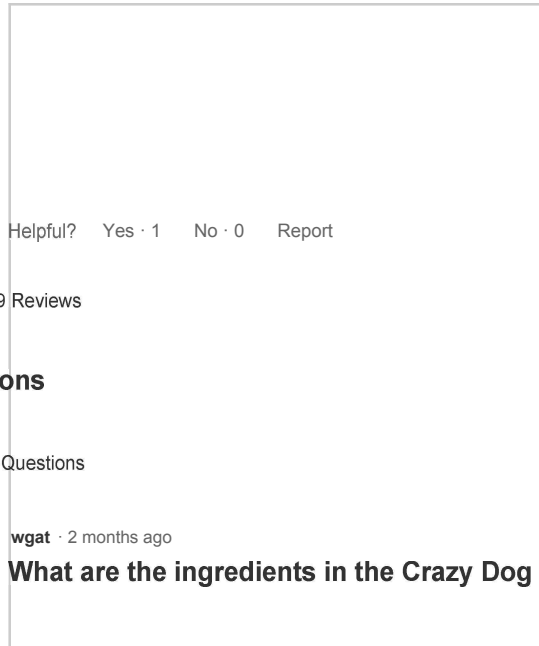 Helpful? Yes · 1 No · 0 Report
9 Reviews
ons
Questions
wgat · 2 months ago
What are the ingredients in the Crazy Dog